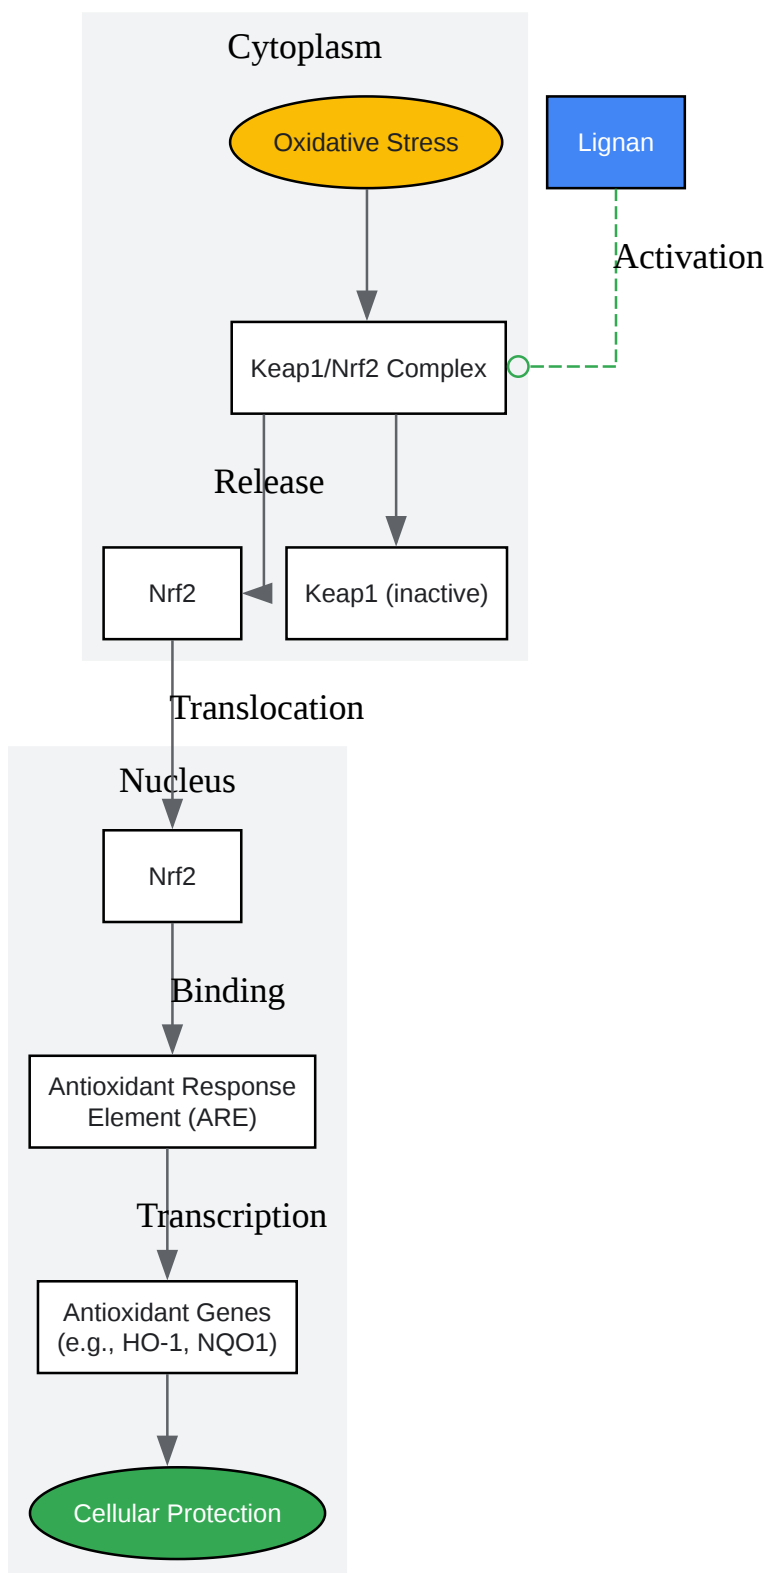 Cytoplasm
Oxidative Stress
Lignan
Activation
Keap1/Nrf2 Complex
Release
Nrf2
Keap1 (inactive)
Translocation
Nucleus
Nrf2
Binding
Antioxidant Response
Element (ARE)
Transcription
Antioxidant Genes
(e.g., HO-1, NQO1)
Cellular Protection